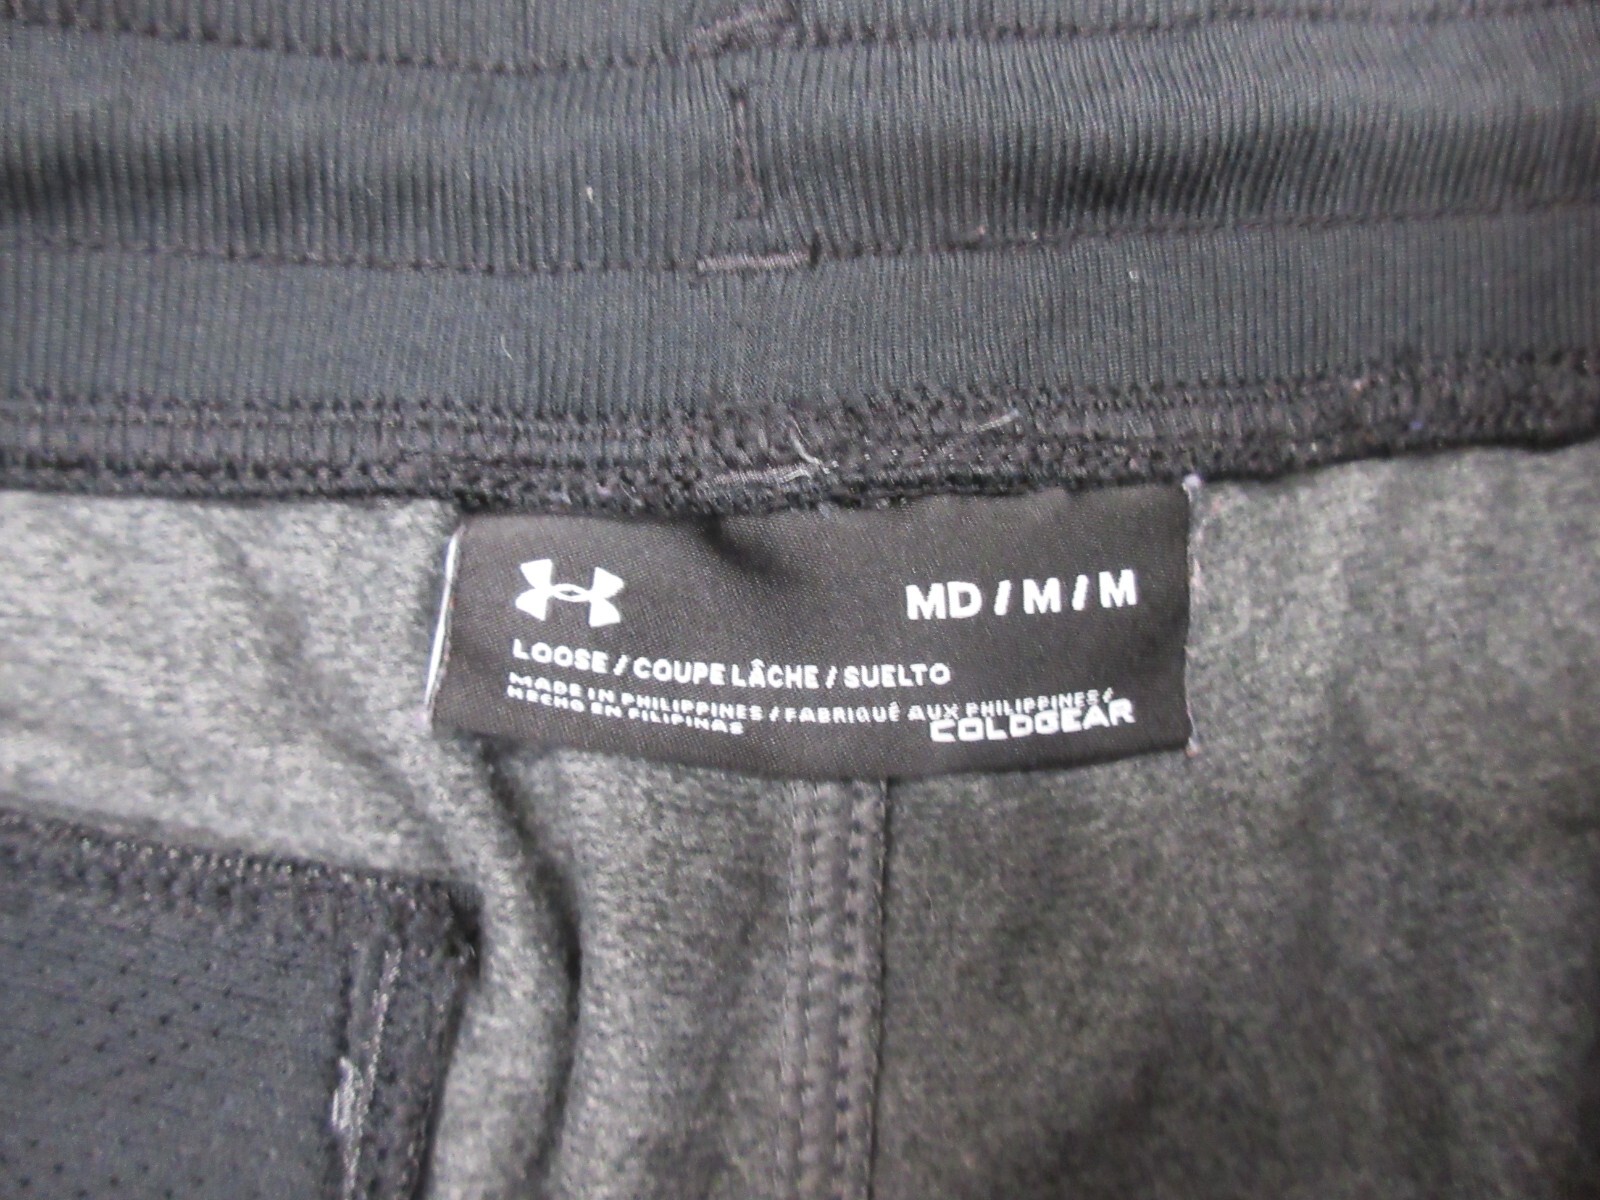 MD / M / M
LOOSE / COUPE LÂCHE / SUELTO
MADE IN PHILIPPINES / FABRIQUÉ AUX PHILIPPINES /
HECHO EN FILIPINAS
COLDGEAR